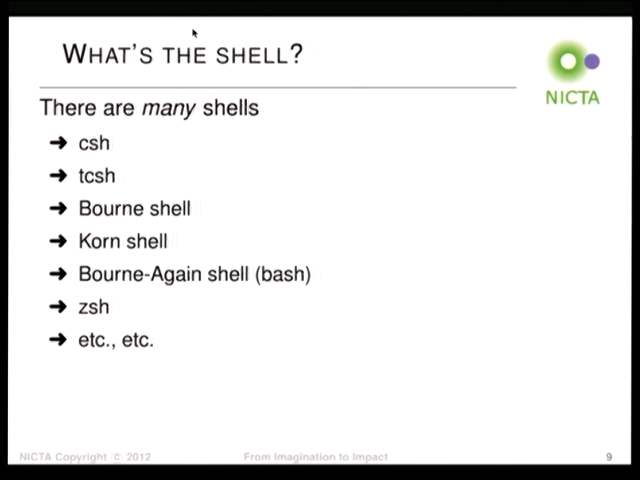 WHAT'S THE SHELL?
NICTA
There are many shells
➜ csh
➜ tcsh
➜ Bourne shell
➜ Korn shell
➜ Bourne-Again shell (bash)
➜ zsh
➜ etc., etc.
NICTA Copyright © 2012 From Imagination to Impact 9